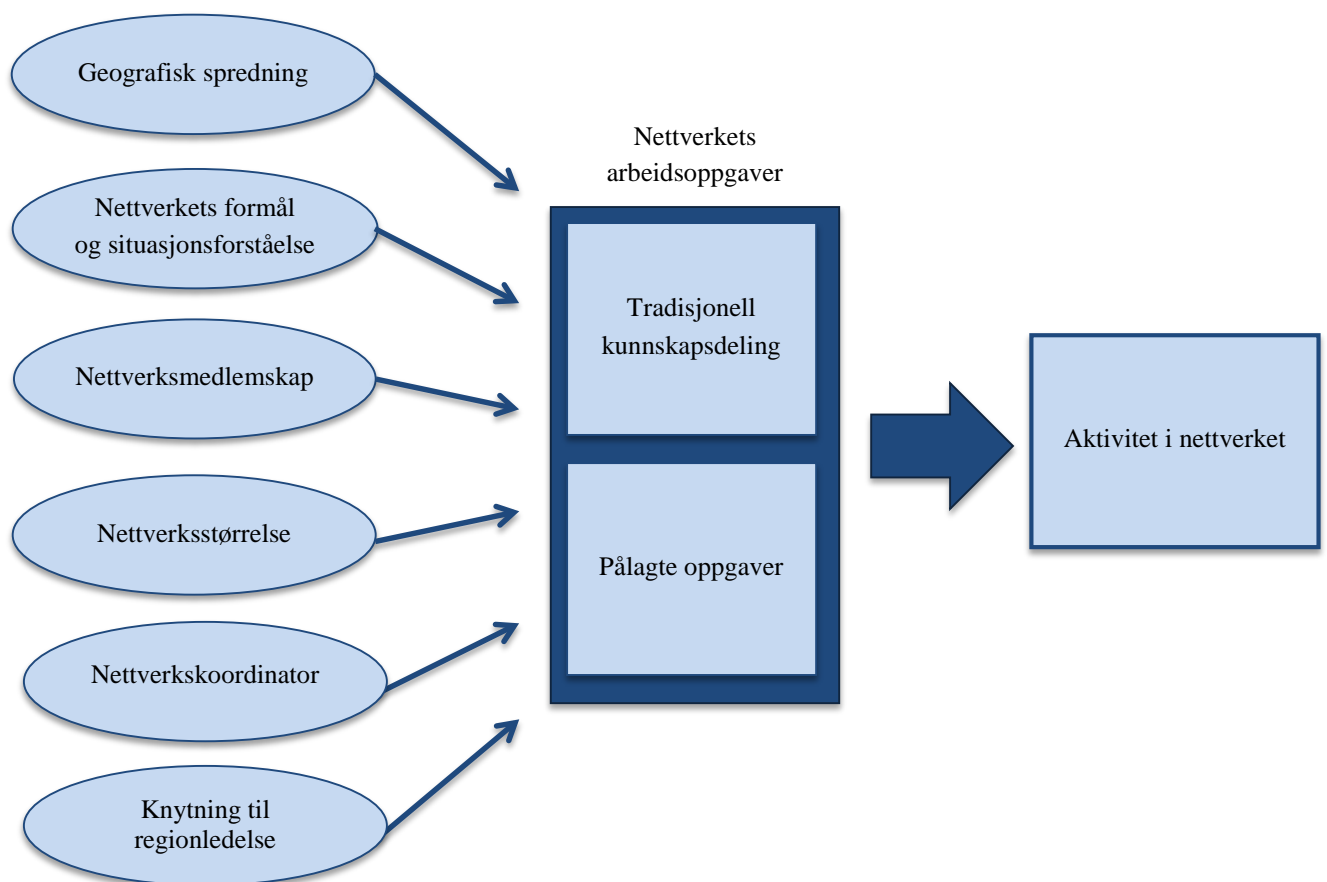 Geografisk spredning
Nettverkets formål
og situasjonsforståelse
Nettverksmedlemskap
Nettverksstørrelse
Nettverkskoordinator
Knytning til
regionledelse
Nettverkets
arbeidsoppgaver
Tradisjonell
kunnskapsdeling
Pålagte oppgaver
Aktivitet i nettverket